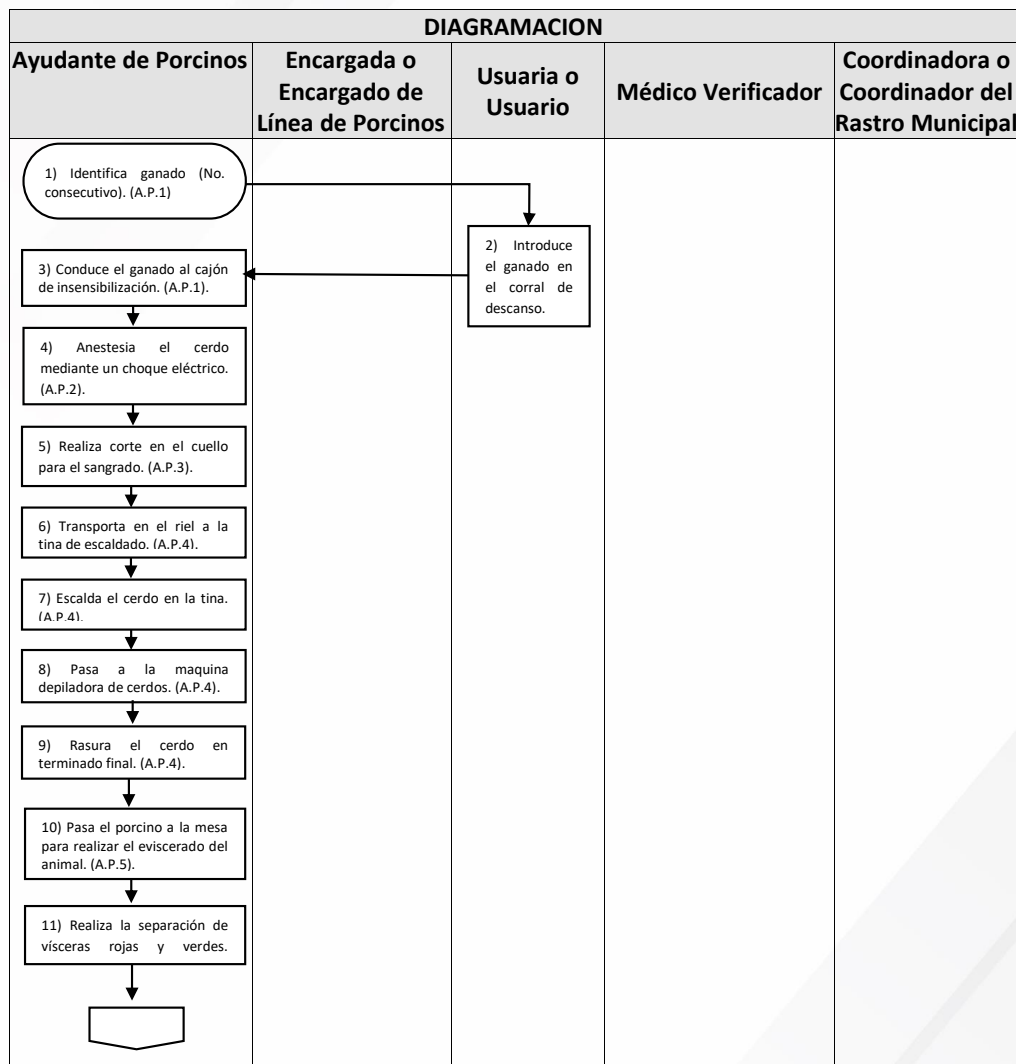 DIAGRAMACION
Ayudante de Porcinos
Encargada o
Encargado de
Línea de Porcinos
Usuaria o
Usuario
Médico Verificador
Coordinadora o
Coordinador del
Rastro Municipal
1) Identifica ganado (No.
consecutivo). (A.P.1)
2) Introduce
el ganado en
el corral de
descanso.
3) Conduce el ganado al cajón
de insensibilización. (A.P.1).
4) Anestesia el cerdo
mediante un choque eléctrico.
(A.P.2).
5) Realiza corte en el cuello
para el sangrado. (A.P.3).
6) Transporta en el riel a la
tina de escaldado. (A.P.4).
7) Escalda el cerdo en la tina.
(A.P.4).
8) Pasa a la maquina
depiladora de cerdos. (A.P.4).
9) Rasura el cerdo en
terminado final. (A.P.4).
10) Pasa el porcino a la mesa
para realizar el eviscerado del
animal. (A.P.5).
11) Realiza la separación de
vísceras rojas y verdes.